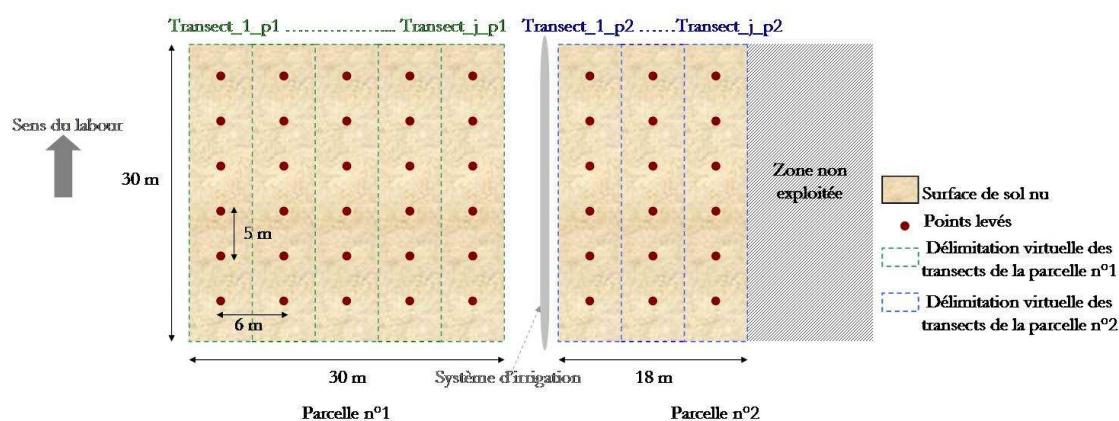 Transect_1_p1 ..................... Transect_j_p1
Transect_1_p2 ...... Transect_j_p2
Sens du labour
30 m
5 m
6 m
Zone non
exploitée
Surface de sol nu
Points levés
Délimitation virtuelle des
transects de la parcelle n°1
Délimitation virtuelle des
transects de la parcelle n°2
30 m
Système d'irrigation
18 m
Parcelle n°1
Parcelle n°2